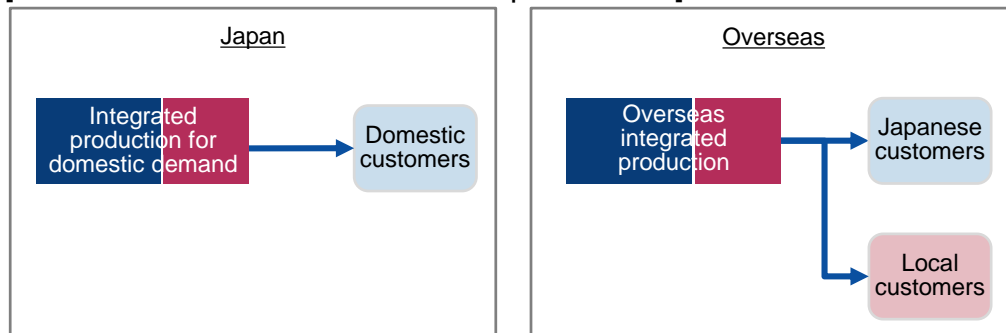 Japan
Integrated
production for
domestic demand
Domestic
customers
Overseas
Overseas
integrated
production
Japanese
customers
Local
customers